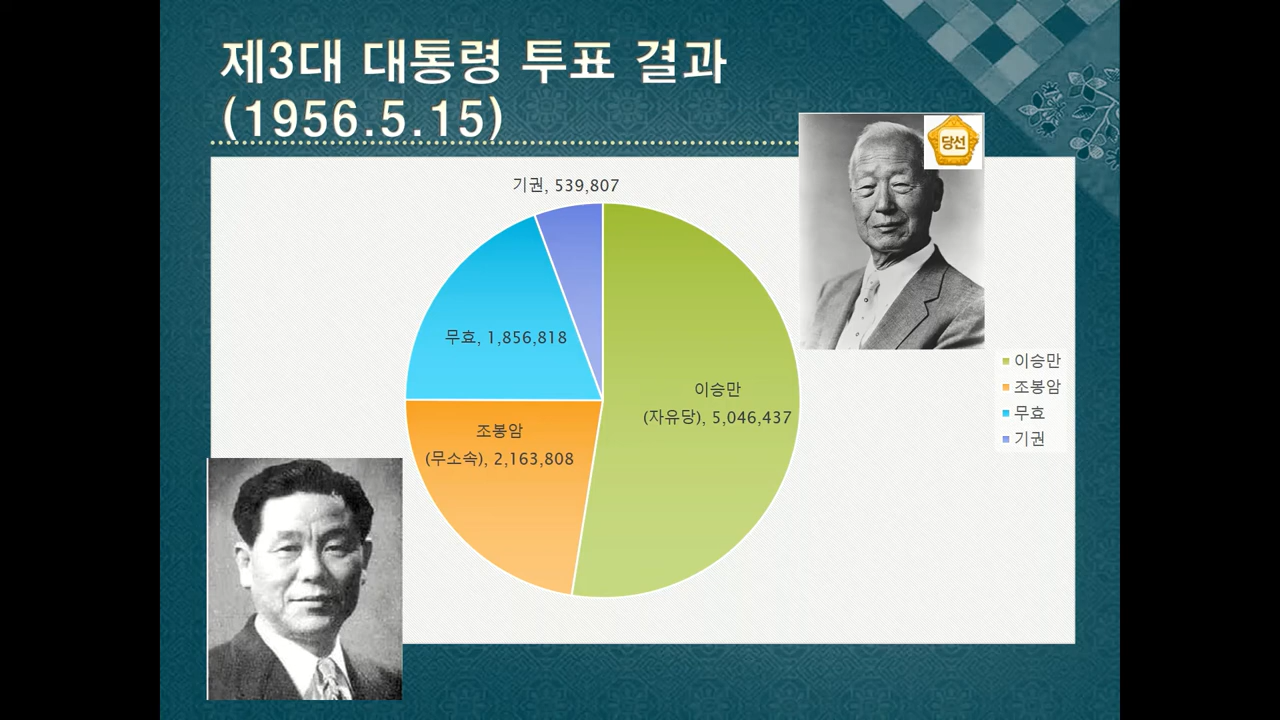 제3대 대통령 투표 결과
(1956.5.15)
당선
기권, 539,807
무효, 1,856,818
이승만
(자유당), 5,046,437
조봉암
(무소속), 2,163,808
이승만
조봉암
무효
기권